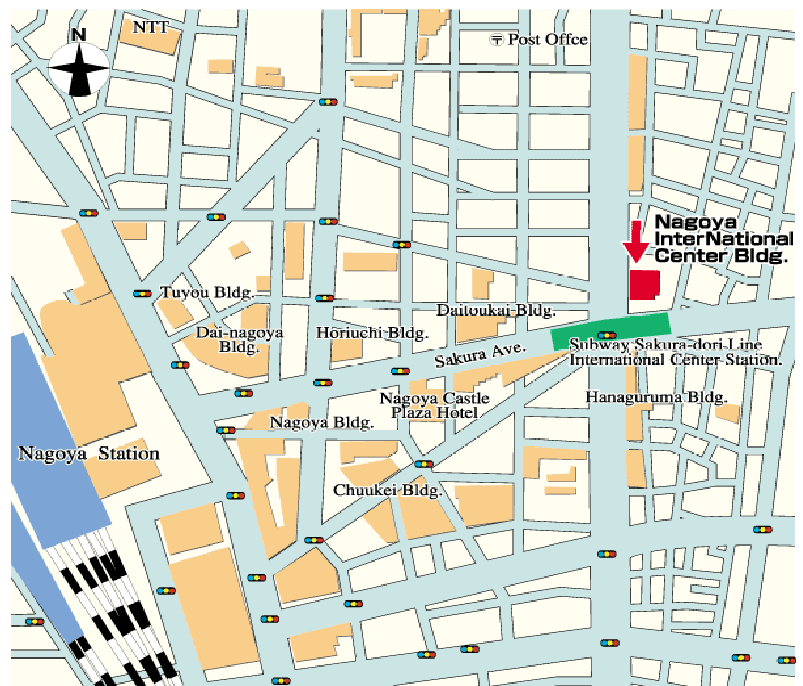 NTT
N
〒 Post Offce
Nagoya
InterNational
Center Bldg.
Tuyou Bldg.
Daitoukai-Bldg.
Dai-nagoya
Bldg.
Horiuchi Bldg.
Sakura Ave.
Subway Sakura-dori Line
International Center Station.
Nagoya Castle
Plaza Hotel
Hanaguruma Bldg.
Nagoya Bldg.
Nagoya Station
Chuukei Bldg.